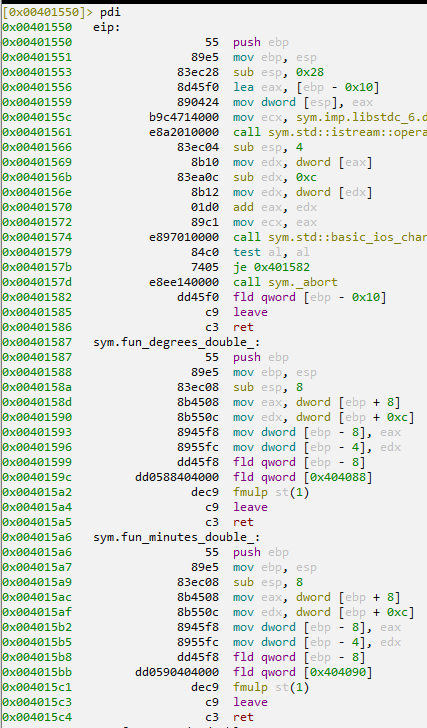 [0x00401550]> pdi
0x00401550 eip:
0x00401550 55 push ebp
0x00401551 89e5 mov ebp, esp
0x00401553 83ec28 sub esp, 0x28
0x00401556 8d45f0 lea eax, [ebp - 0x10]
0x00401559 890424 mov dword [esp], eax
0x0040155c b9c4714000 mov ecx, sym.imp.libstdc_6.d
0x00401561 e8a2010000 call sym.std::istream::opera
0x00401566 83ec04 sub esp, 4
0x00401569 8b10 mov edx, dword [eax]
0x0040156b 83ea0c sub edx, 0xc
0x0040156e 8b12 mov edx, dword [edx]
0x00401570 01d0 add eax, edx
0x00401572 89c1 mov ecx, eax
0x00401574 e897010000 call sym.std::basic_ios_char
0x00401579 84c0 test al, al
0x0040157b 7405 je 0x401582
0x0040157d e8ee140000 call sym._abort
0x00401582 dd45f0 fld qword [ebp - 0x10]
0x00401585 c9 leave
0x00401586 c3 ret
0x00401587 sym.fun_degrees_double_:
0x00401587 55 push ebp
0x00401588 89e5 mov ebp, esp
0x0040158a 83ec08 sub esp, 8
0x0040158d 8b4508 mov eax, dword [ebp + 8]
0x00401590 8b550c mov edx, dword [ebp + 0xc]
0x00401593 8945f8 mov dword [ebp - 8], eax
0x00401596 8955fc mov dword [ebp - 4], edx
0x00401599 dd45f8 fld qword [ebp - 8]
0x0040159c dd0588404000 fld qword [0x404088]
0x004015a2 dec9 fmulp st(1)
0x004015a4 c9 leave
0x004015a5 c3 ret
0x004015a6 sym.fun_minutes_double_:
0x004015a6 55 push ebp
0x004015a7 89e5 mov ebp, esp
0x004015a9 83ec08 sub esp, 8
0x004015ac 8b4508 mov eax, dword [ebp + 8]
0x004015af 8b550c mov edx, dword [ebp + 0xc]
0x004015b2 8945f8 mov dword [ebp - 8], eax
0x004015b5 8955fc mov dword [ebp - 4], edx
0x004015b8 dd45f8 fld qword [ebp - 8]
0x004015bb dd0590404000 fld qword [0x404090]
0x004015c1 dec9 fmulp st(1)
0x004015c3 c9 leave
0x004015c4 c3 ret